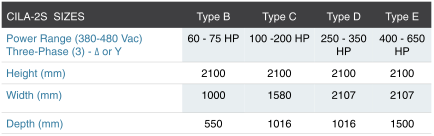 CILA-2S SIZES Type B Type C Type D Type E
Power Range (380-480 Vac) 60 - 75 HP 100 -200 HP 250 - 350 400 - 650
Three-Phase (3) - Δ or Y HP HP
Height (mm) 2100 2100 2100 2100
Width (mm) 1000 1580 2107 2107
Depth (mm) 550 1016 1016 1500